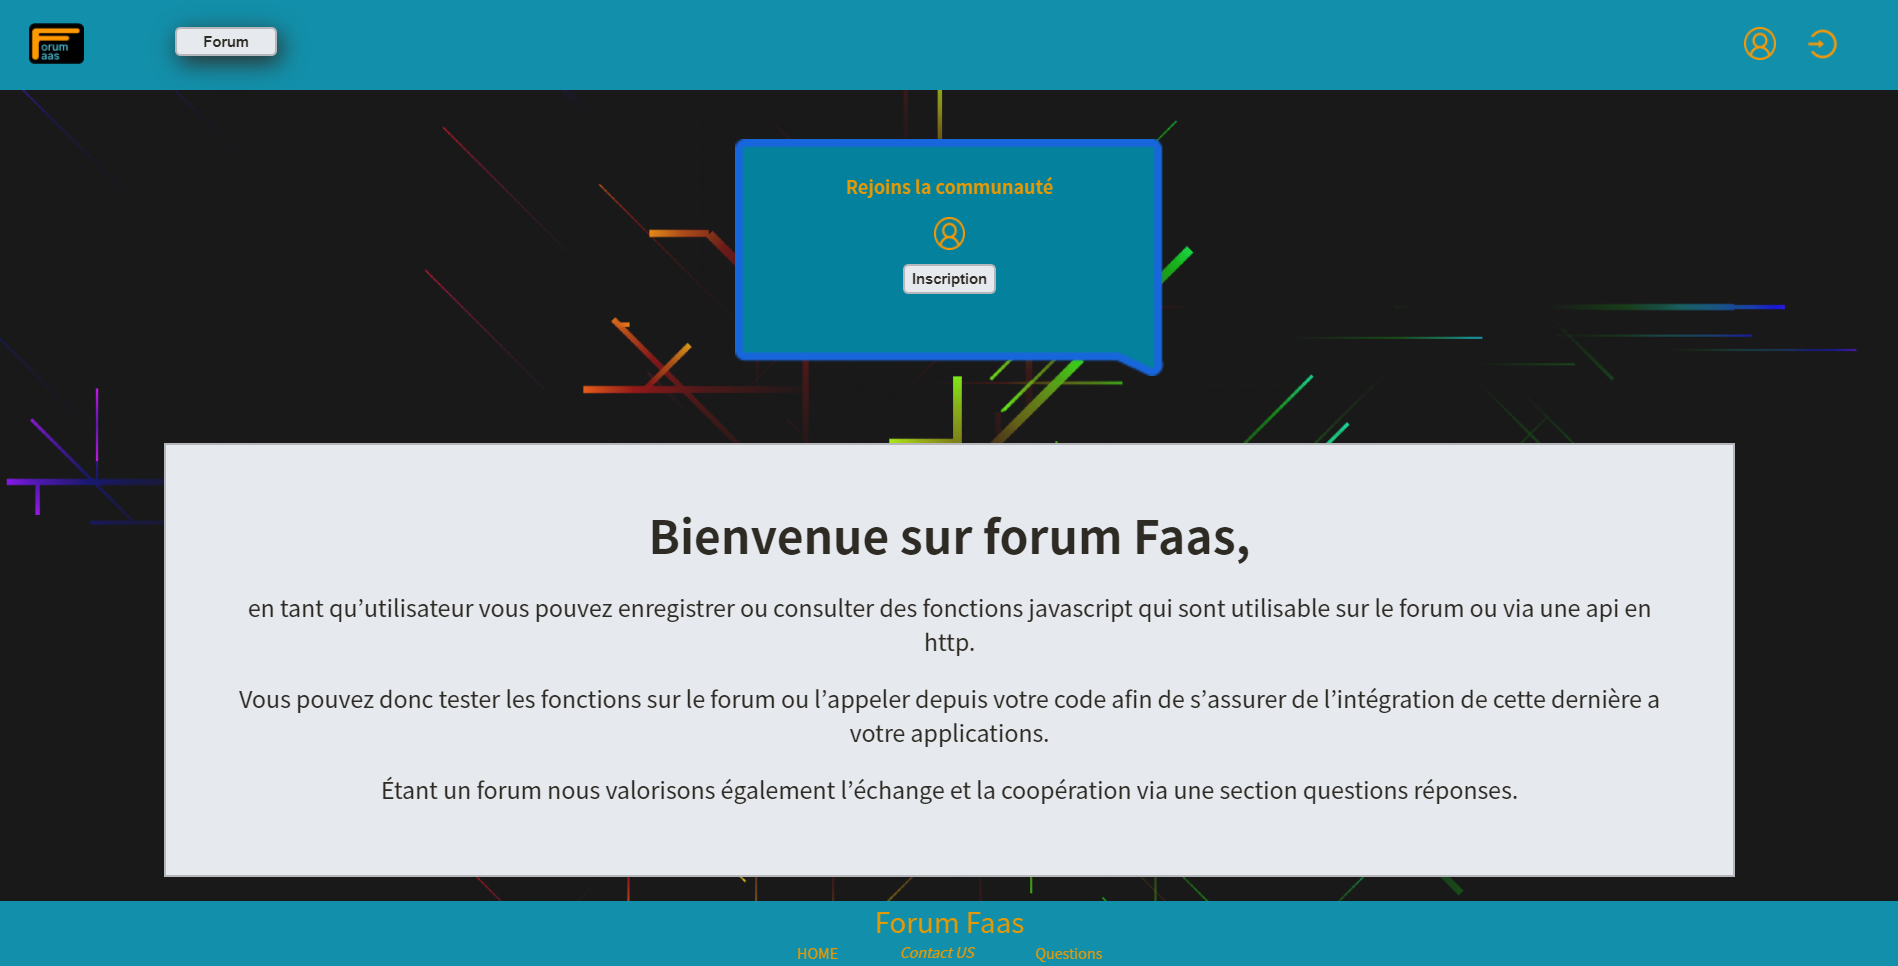 Forum
aas
Forum
Rejoins la communauté
Inscription
Bienvenue sur forum Faas,
en tant qu’utilisateur vous pouvez enregistrer ou consulter des fonctions javascript qui sont utilisable sur le forum ou via une api en
http.
Vous pouvez donc tester les fonctions sur le forum ou l’appeler depuis votre code afin de s’assurer de l’intégration de cette dernière a
votre applications.
Étant un forum nous valorisons également l’échange et la coopération via une section questions réponses.
Forum Faas
HOME Contact US Questions